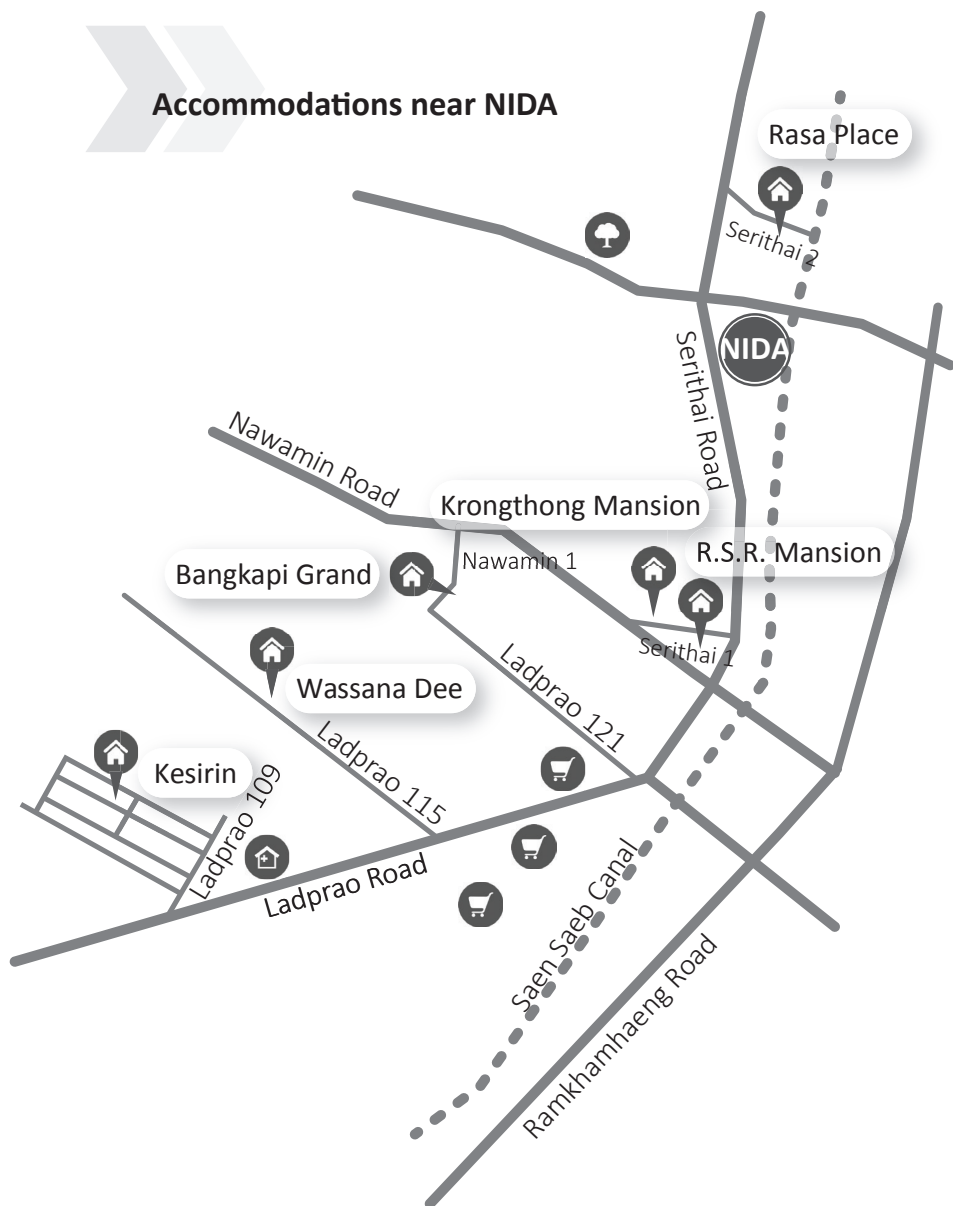 Accommodations near NIDA
Rasa Place
Serithai 2
NIDA
Serithai Road
Nawamin Road
Krongthong Mansion
R.S.R. Mansion
Nawamin 1
Bangkapi Grand
Serithai 1
Ladprao 121
Wassana Dee
Ladprao 115
Kesirin
Ladprao 109
Ladprao Road
Saen Saeb Canal
Ramkhamhaeng Road